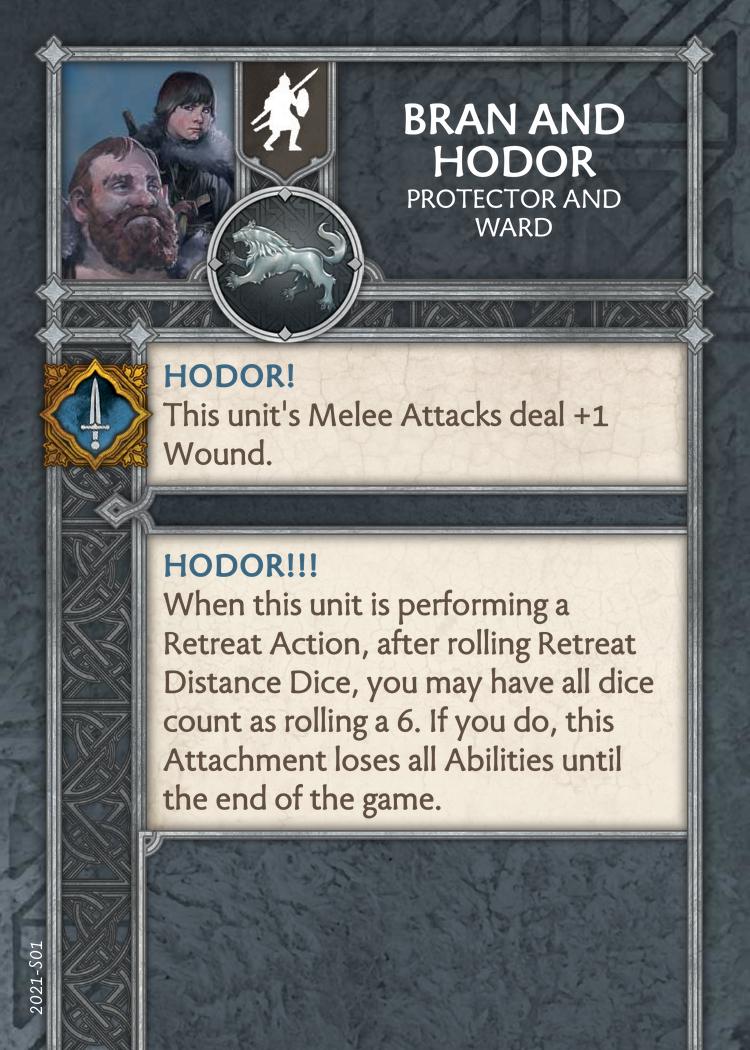 BRAN AND
HODOR
PROTECTOR AND
WARD
HODOR!
This unit's Melee Attacks deal +1
Wound.
HODOR!!!
When this unit is performing a
Retreat Action, after rolling Retreat
Distance Dice, you may have all dice
count as rolling a 6. If you do, this
Attachment loses all Abilities until
the end of the game.
2021-S01